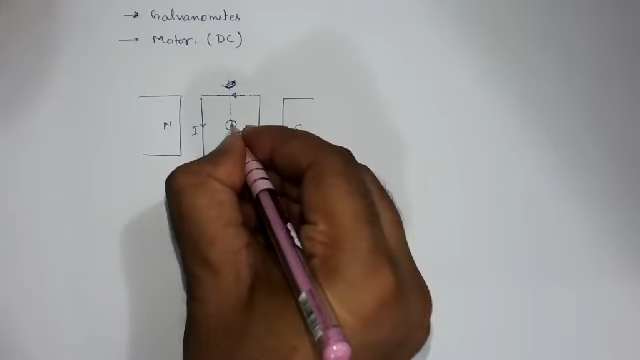 → Galvanometer
→ Motor. (DC)
N
I
S